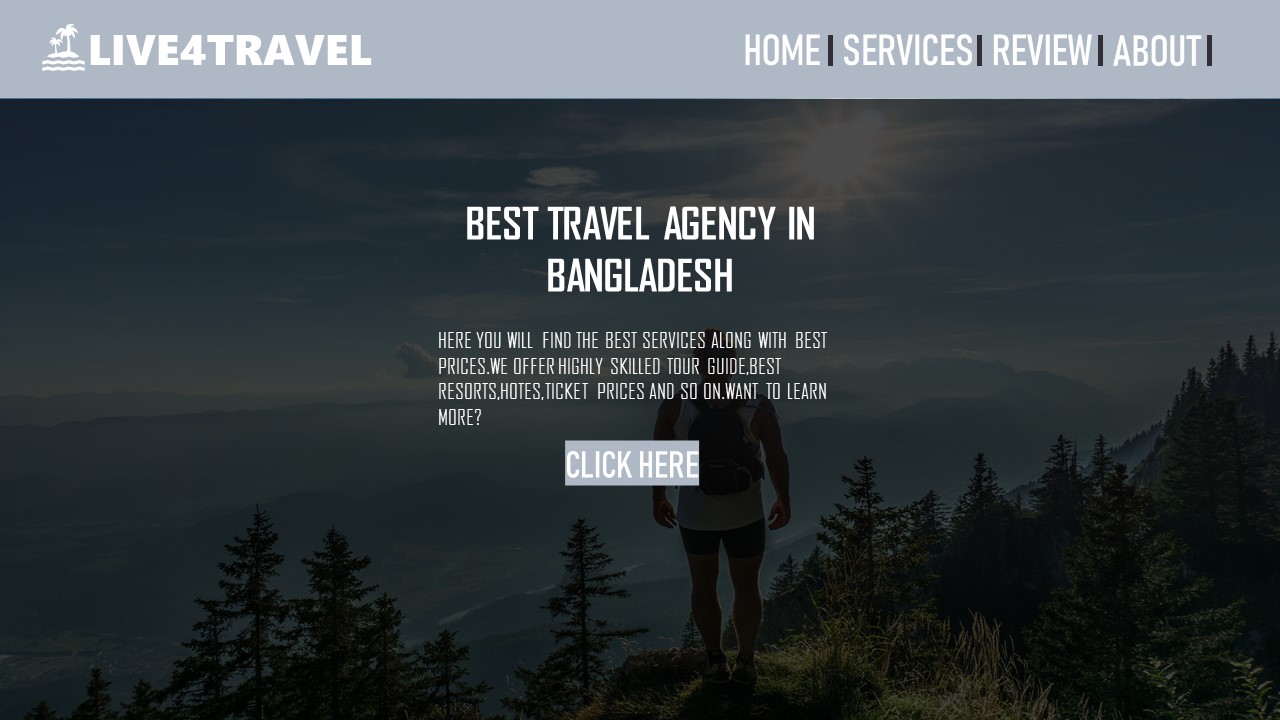 LIVE4TRAVEL
HOME | SERVICES | REVIEW | ABOUT |
BEST TRAVEL AGENCY IN
BANGLADESH
HERE YOU WILL FIND THE BEST SERVICES ALONG WITH BEST
PRICES.WE OFFER HIGHLY SKILLED TOUR GUIDE,BEST
RESORTS,HOTES,TICKET PRICES AND SO ON.WANT TO LEARN
MORE?
CLICK HERE